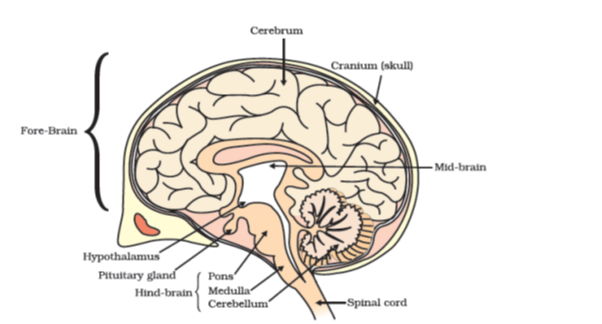 Cerebrum
Cranium (skull)
Fore-Brain
Mid-brain
Hypothalamus
Pituitary gland
Hind-brain
Pons
Medulla
Cerebellum
Spinal cord